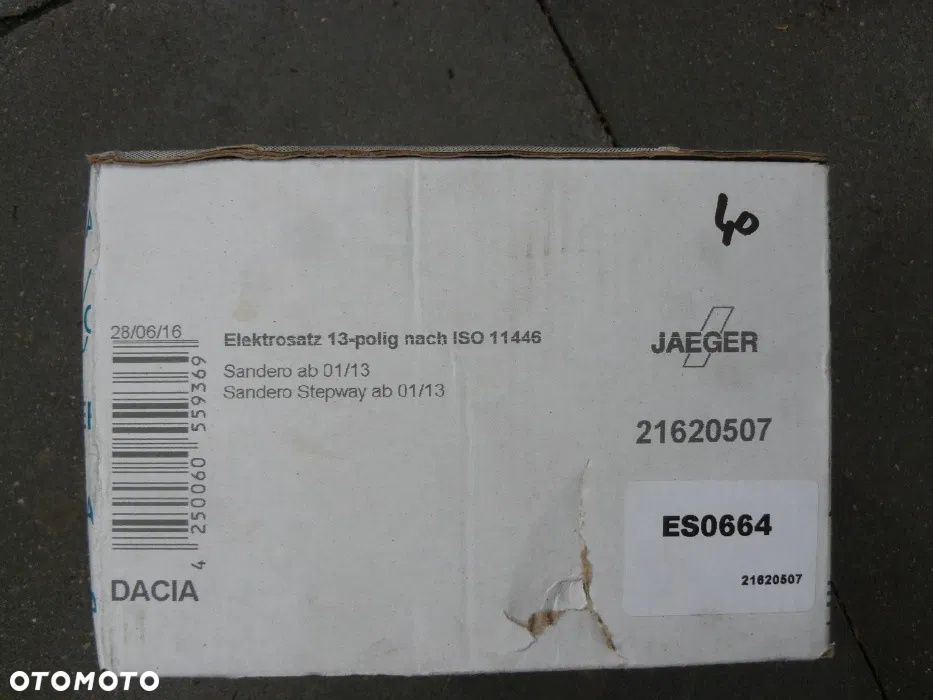 40
28/06/16
4 250060 559369
DACIA
Elektrosatz 13-polig nach ISO 11446
Sandero ab 01/13
Sandero Stepway ab 01/13
JAEGER
21620507
ES0664
21620507
OTOMOTO